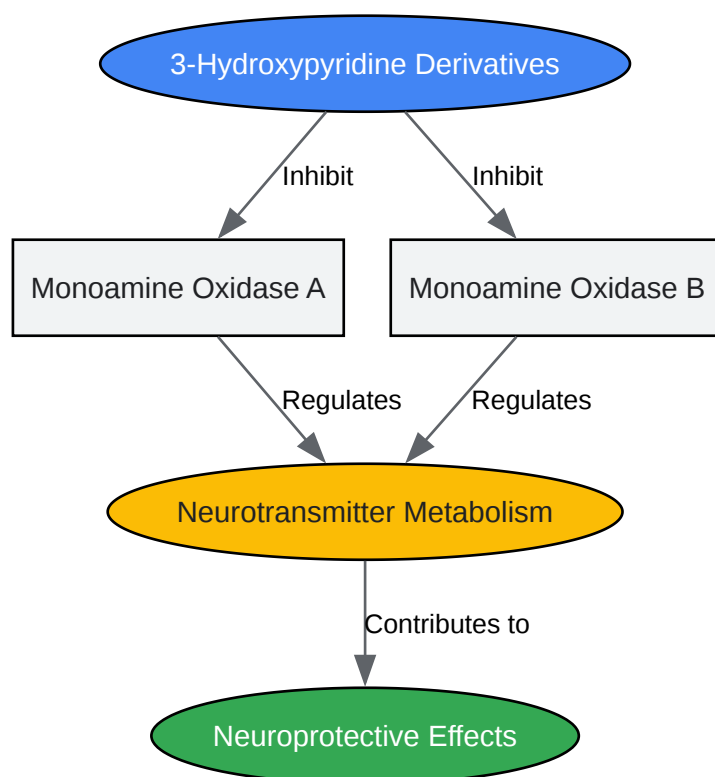 3-Hydroxypyridine Derivatives
Inhibit
Inhibit
Monoamine Oxidase A
Monoamine Oxidase B
Regulates
Regulates
Neurotransmitter Metabolism
Contributes to
Neuroprotective Effects